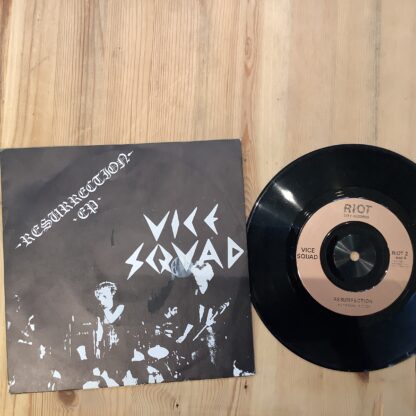 -RESURRECTION-
·EP·
VICE
SQUAD
RIOT
VICE
SQUAD
RIOT 2
RESURRECTION